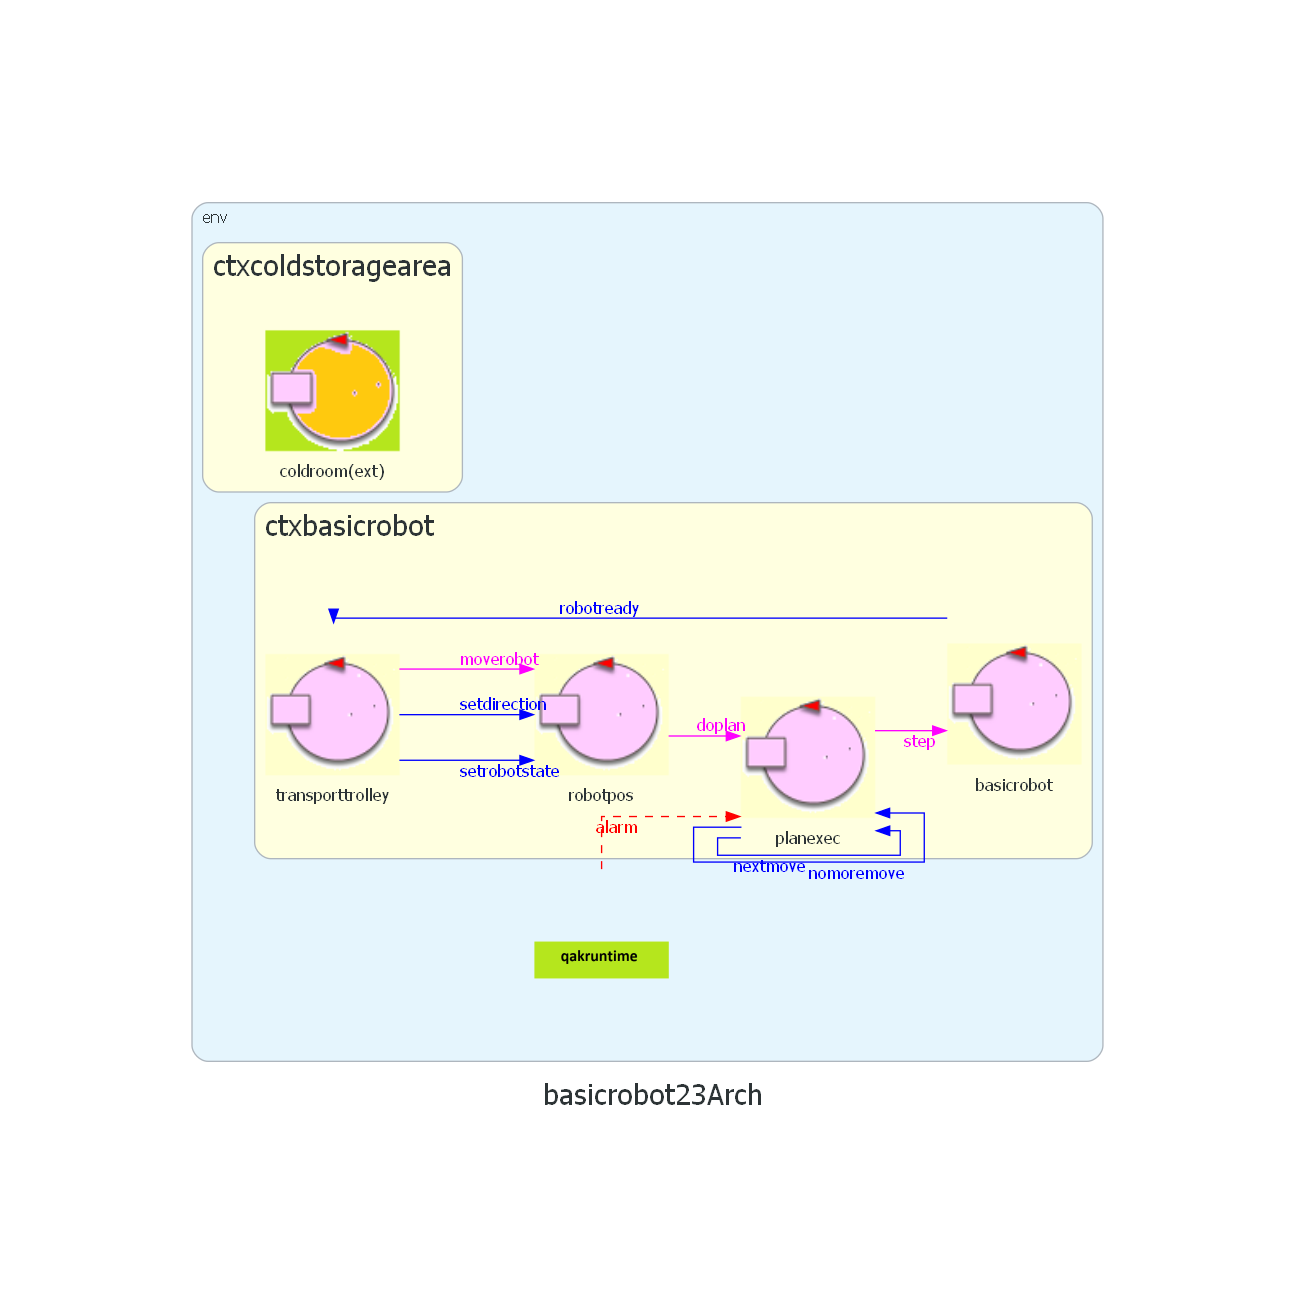 env
ctxcoldstoragearea
coldroom(ext)
ctxbasicrobot
robotready
moverobot
setdirection
setrobotstate
doplan
step
transporttrolley
robotpos
basicrobot
alarm
planexec
nextmove
nomoremove
qakruntime
basicrobot23Arch